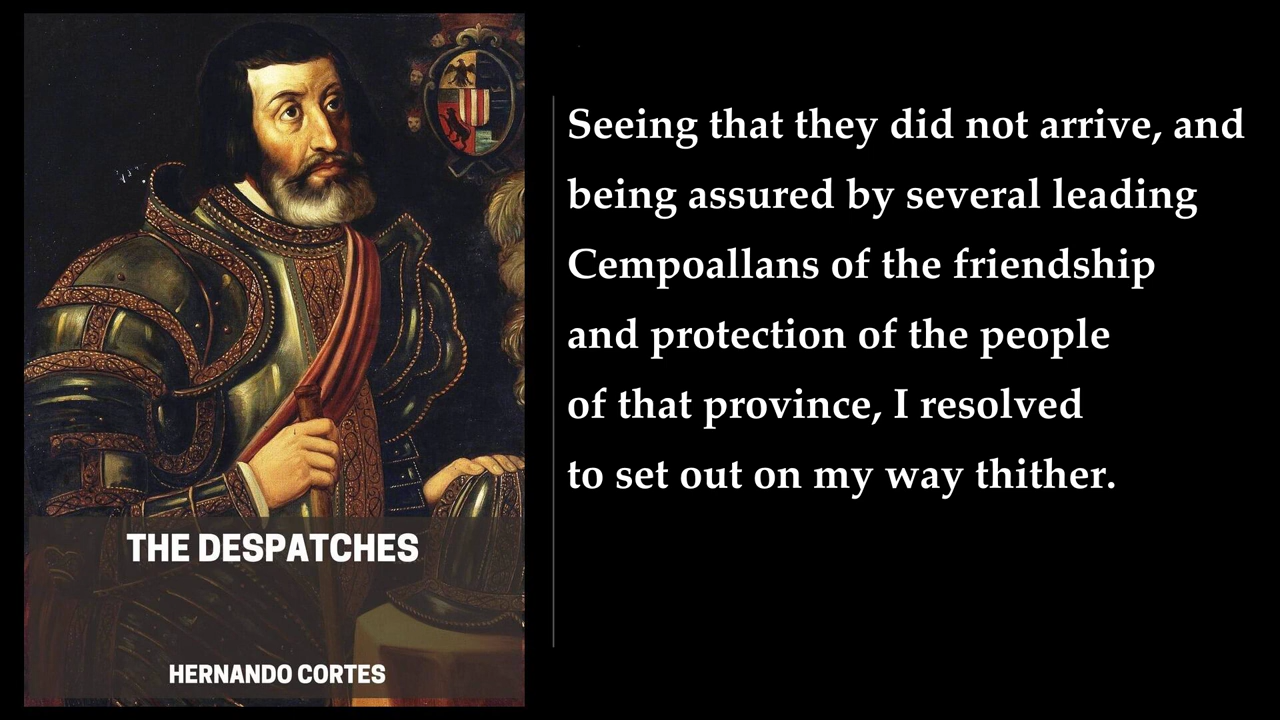 THE DESPATCHES
HERNANDO CORTES
Seeing that they did not arrive, and
being assured by several leading
Cempoallans of the friendship
and protection of the people
of that province, I resolved
to set out on my way thither.